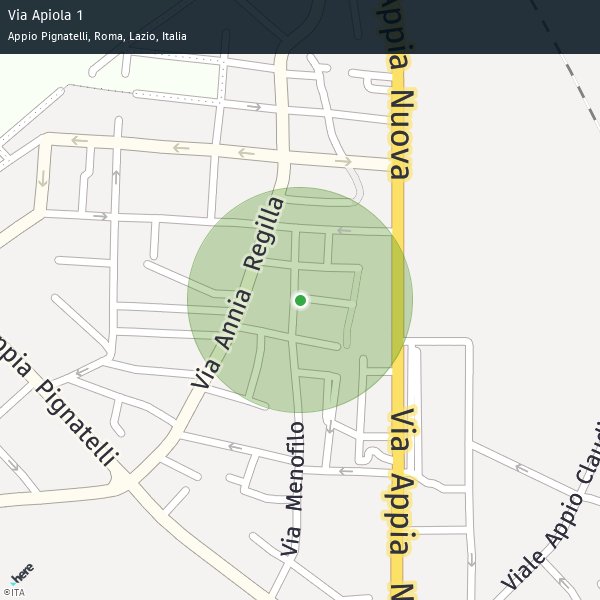 Via Apiola 1
Appio Pignatelli, Roma, Lazio, Italia
Appia Nuova
Via Annia Regilla
ppia Pignatelli
Via Menofilo
Via Appia N
Viale Appio Claudi
here
©ITA